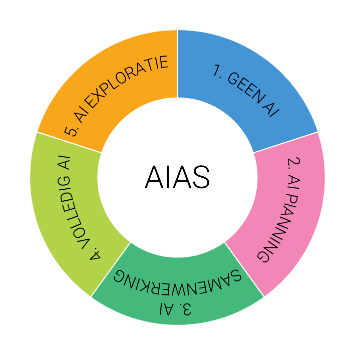 AIAS
1. GEEN AI
2. AI PlANNING
3. AI
SAMENWERKING
4. VOLLEDIG AI
5. AI EXPLORATIE